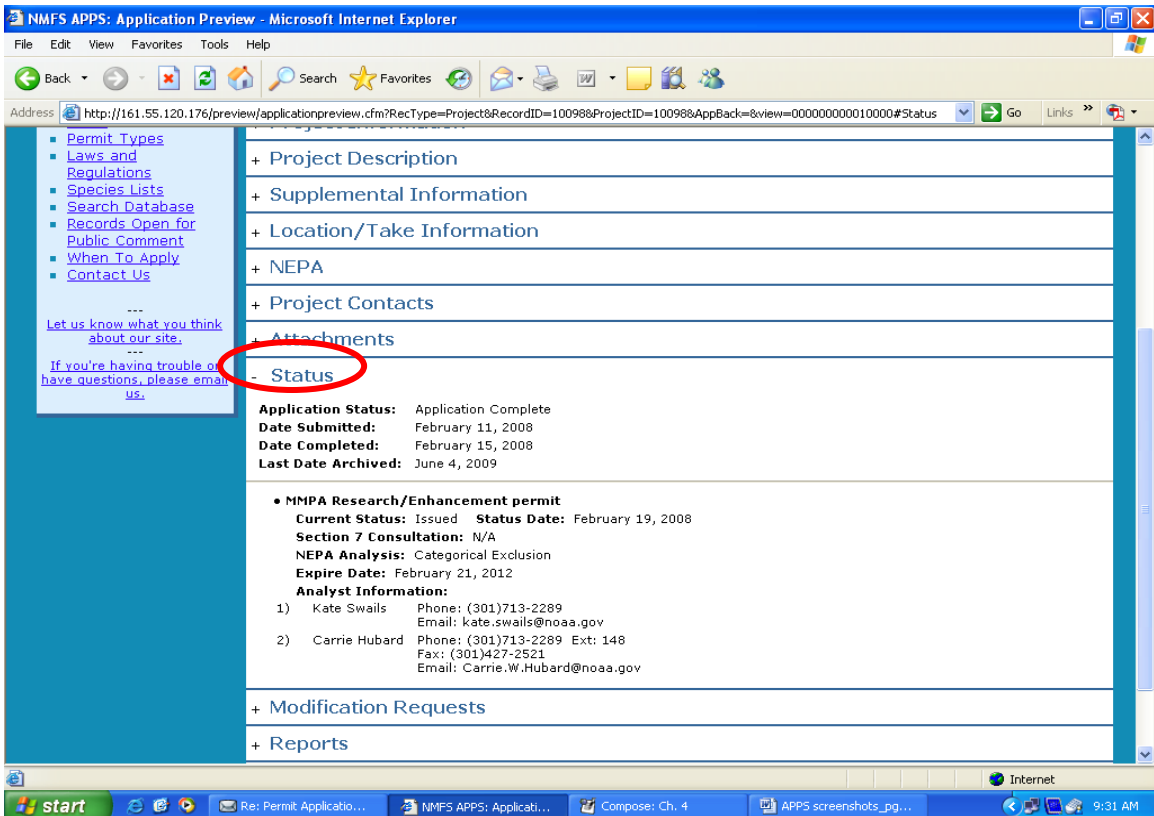 NMFS APPS: Application Preview - Microsoft Internet Explorer
File Edit View Favorites Tools Help
Back Search Favorites
Address http://161.55.120.176/preview/applicationpreview.cfm?RecType=Project&RecordID=10098&ProjectID=10098&AppBack=&view=000000000010000#Status Go Links »
Permit Types
Laws and
Regulations
Species Lists
Search Database
Records Open for
Public Comment
When To Apply
Contact Us
---
Let us know what you think
about our site.
---
If you're having trouble or
have questions, please email
us.
+ Project Information
+ Project Description
+ Supplemental Information
+ Location/Take Information
+ NEPA
+ Project Contacts
+ Attachments
- Status
Application Status: Application Complete
Date Submitted: February 11, 2008
Date Completed: February 15, 2008
Last Date Archived: June 4, 2009
• MMPA Research/Enhancement permit
Current Status: Issued Status Date: February 19, 2008
Section 7 Consultation: N/A
NEPA Analysis: Categorical Exclusion
Expire Date: February 21, 2012
Analyst Information:
1) Kate Swails Phone: (301)713-2289
Email: kate.swails@noaa.gov
2) Carrie Hubard Phone: (301)713-2289 Ext: 148
Fax: (301)427-2521
Email: Carrie.W.Hubard@noaa.gov
+ Modification Requests
+ Reports
Internet
start Re: Permit Applicatio... NMFS APPS: Applicati... Compose: Ch. 4 APPS screenshots_pg... 9:31 AM